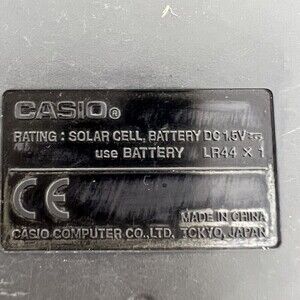 CASIO®
RATING : SOLAR CELL, BATTERY DC 1.5V ⎓
use BATTERY LR44 × 1
CE
MADE IN CHINA
CASIO COMPUTER CO., LTD. TOKYO, JAPAN